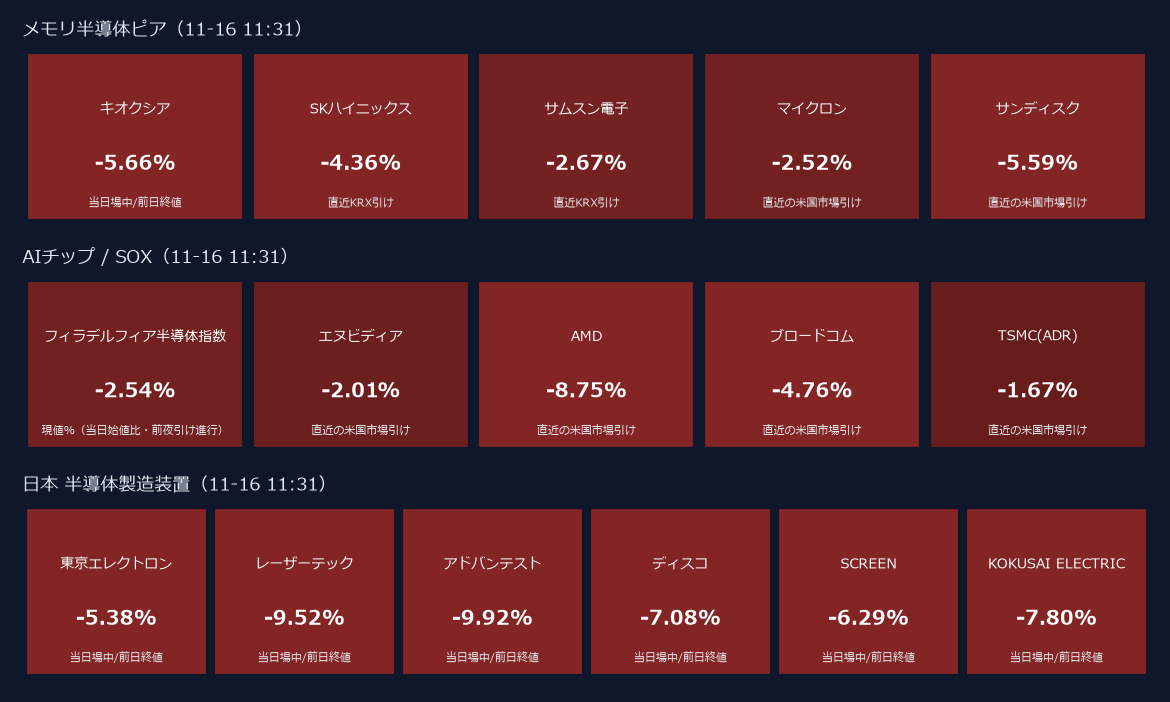 メモリ半導体ピア（11-16 11:31）
キオクシア
-5.66%
当日場中/前日終値
SKハイニックス
-4.36%
直近KRX引け
サムスン電子
-2.67%
直近KRX引け
マイクロン
-2.52%
直近の米国市場引け
サンディスク
-5.59%
直近の米国市場引け
AIチップ / SOX（11-16 11:31）
フィラデルフィア半導体指数
-2.54%
現値%（当日始値比・前夜引け進行）
エヌビディア
-2.01%
直近の米国市場引け
AMD
-8.75%
直近の米国市場引け
ブロードコム
-4.76%
直近の米国市場引け
TSMC(ADR)
-1.67%
直近の米国市場引け
日本 半導体製造装置（11-16 11:31）
東京エレクトロン
-5.38%
当日場中/前日終値
レーザーテック
-9.52%
当日場中/前日終値
アドバンテスト
-9.92%
当日場中/前日終値
ディスコ
-7.08%
当日場中/前日終値
SCREEN
-6.29%
当日場中/前日終値
KOKUSAI ELECTRIC
-7.80%
当日場中/前日終値